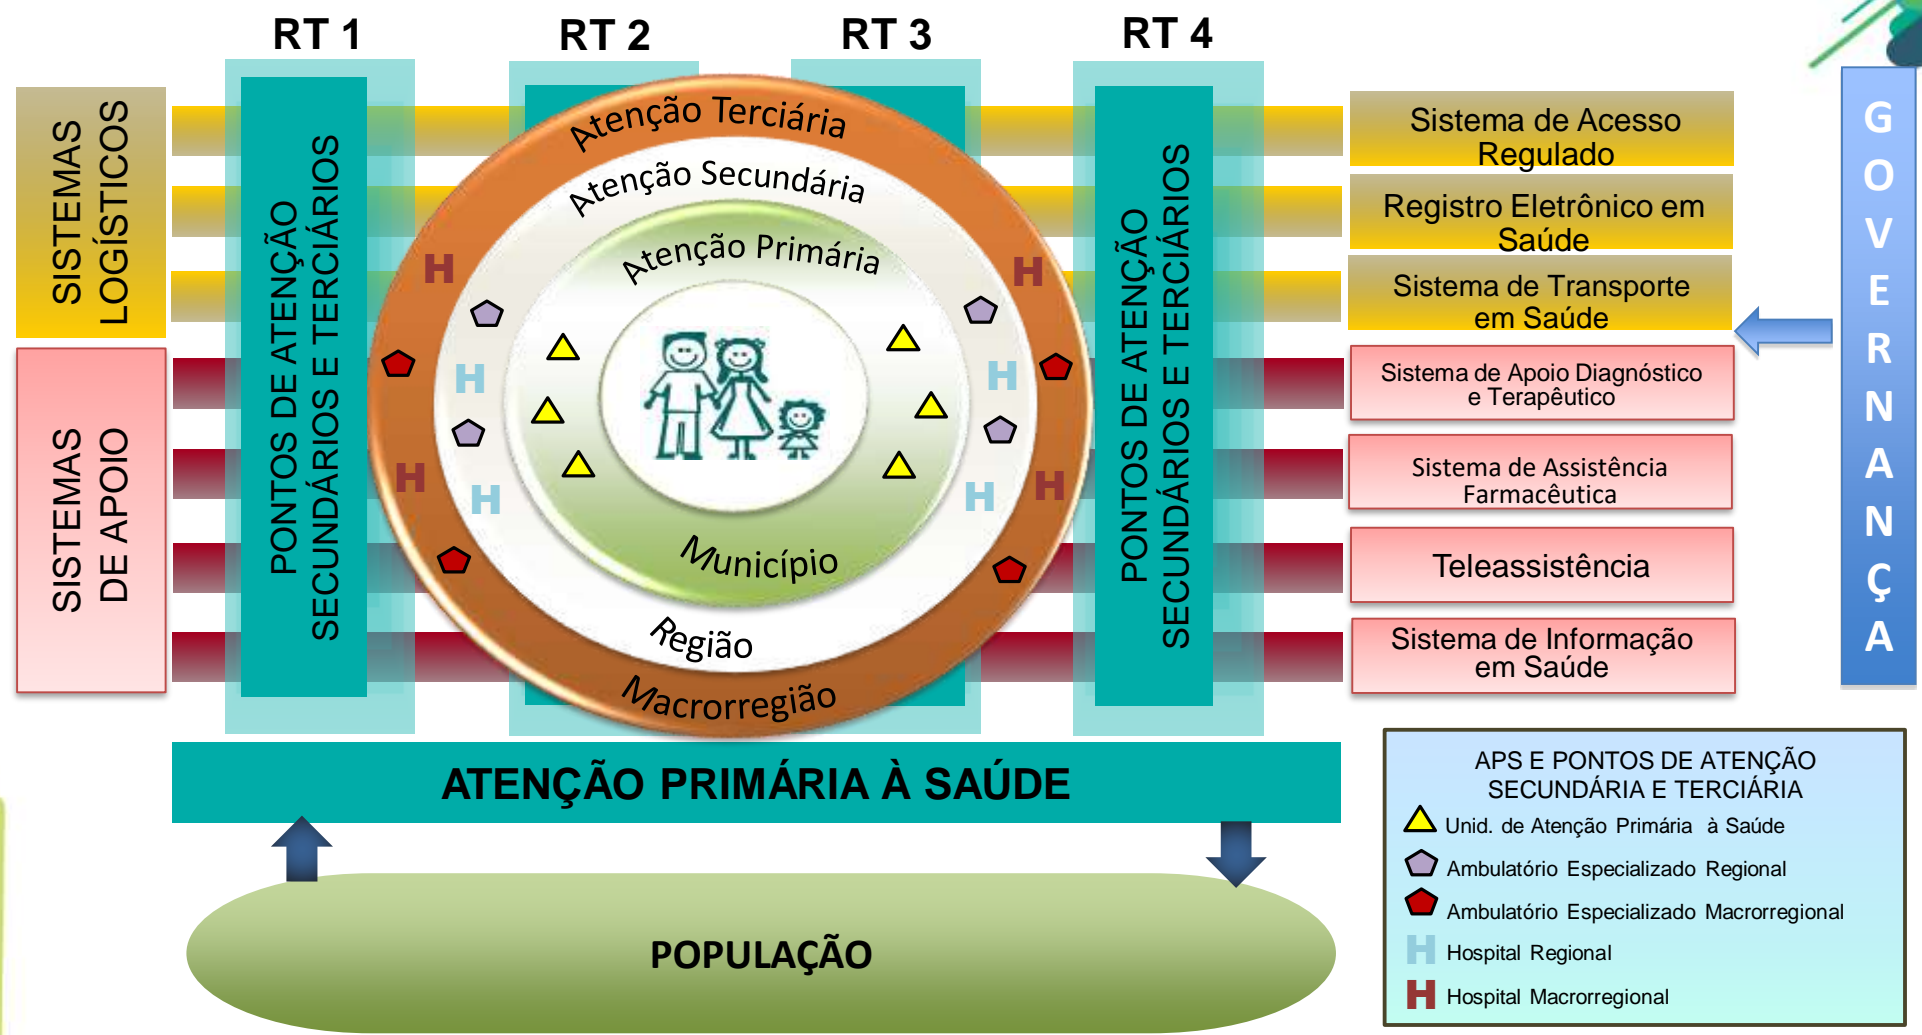 RT 1
RT 2
RT 3
RT 4
SISTEMAS
LOGÍSTICOS
SISTEMAS
DE APOIO
PONTOS DE ATENÇÃO
SECUNDÁRIOS E TERCIÁRIOS
Atenção Terciária
Atenção Secundária
Atenção Primária
H
H
H
H
H
H
H
H
Município
Região
Macrorregião
PONTOS DE ATENÇÃO
SECUNDÁRIOS E TERCIÁRIOS
Sistema de Acesso
Regulado
Registro Eletrônico em
Saúde
Sistema de Transporte
em Saúde
Sistema de Apoio Diagnóstico
e Terapêutico
Sistema de Assistência
Farmacêutica
Teleassistência
Sistema de Informação
em Saúde
GOVERNANÇA
ATENÇÃO PRIMÁRIA À SAÚDE
POPULAÇÃO
APS E PONTOS DE ATENÇÃO
SECUNDÁRIA E TERCIÁRIA
Unid. de Atenção Primária à Saúde
Ambulatório Especializado Regional
Ambulatório Especializado Macrorregional
H Hospital Regional
H Hospital Macrorregional